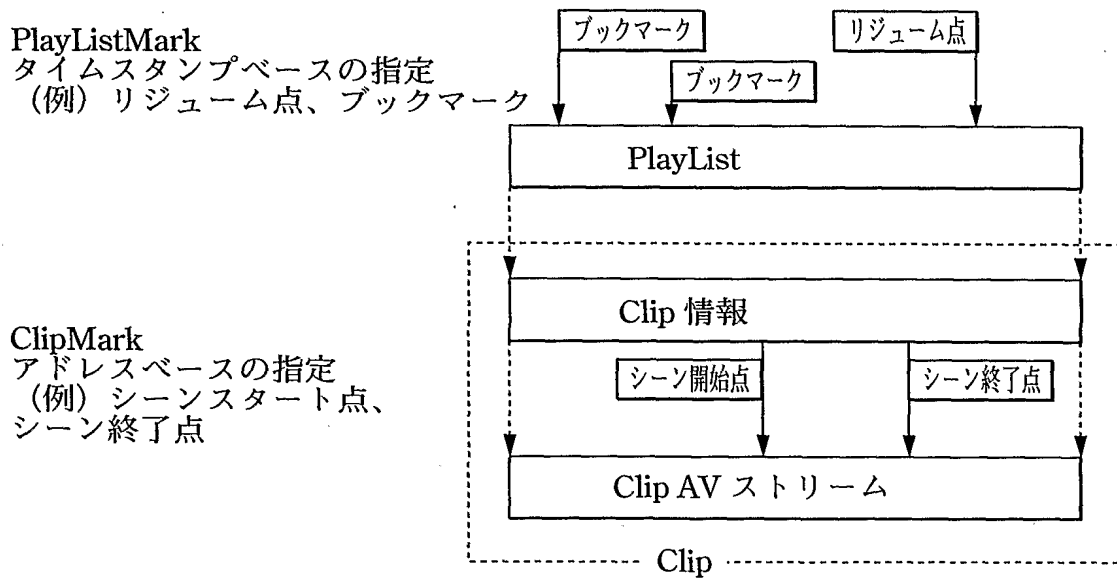 PlayListMark
タイムスタンプベースの指定
（例）リジューム点、ブックマーク
ブックマーク
リジューム点
ブックマーク
PlayList
Clip 情報
ClipMark
アドレスベースの指定
（例）シーンスタート点、
シーン終了点
シーン開始点
シーン終了点
Clip AV ストリーム
Clip